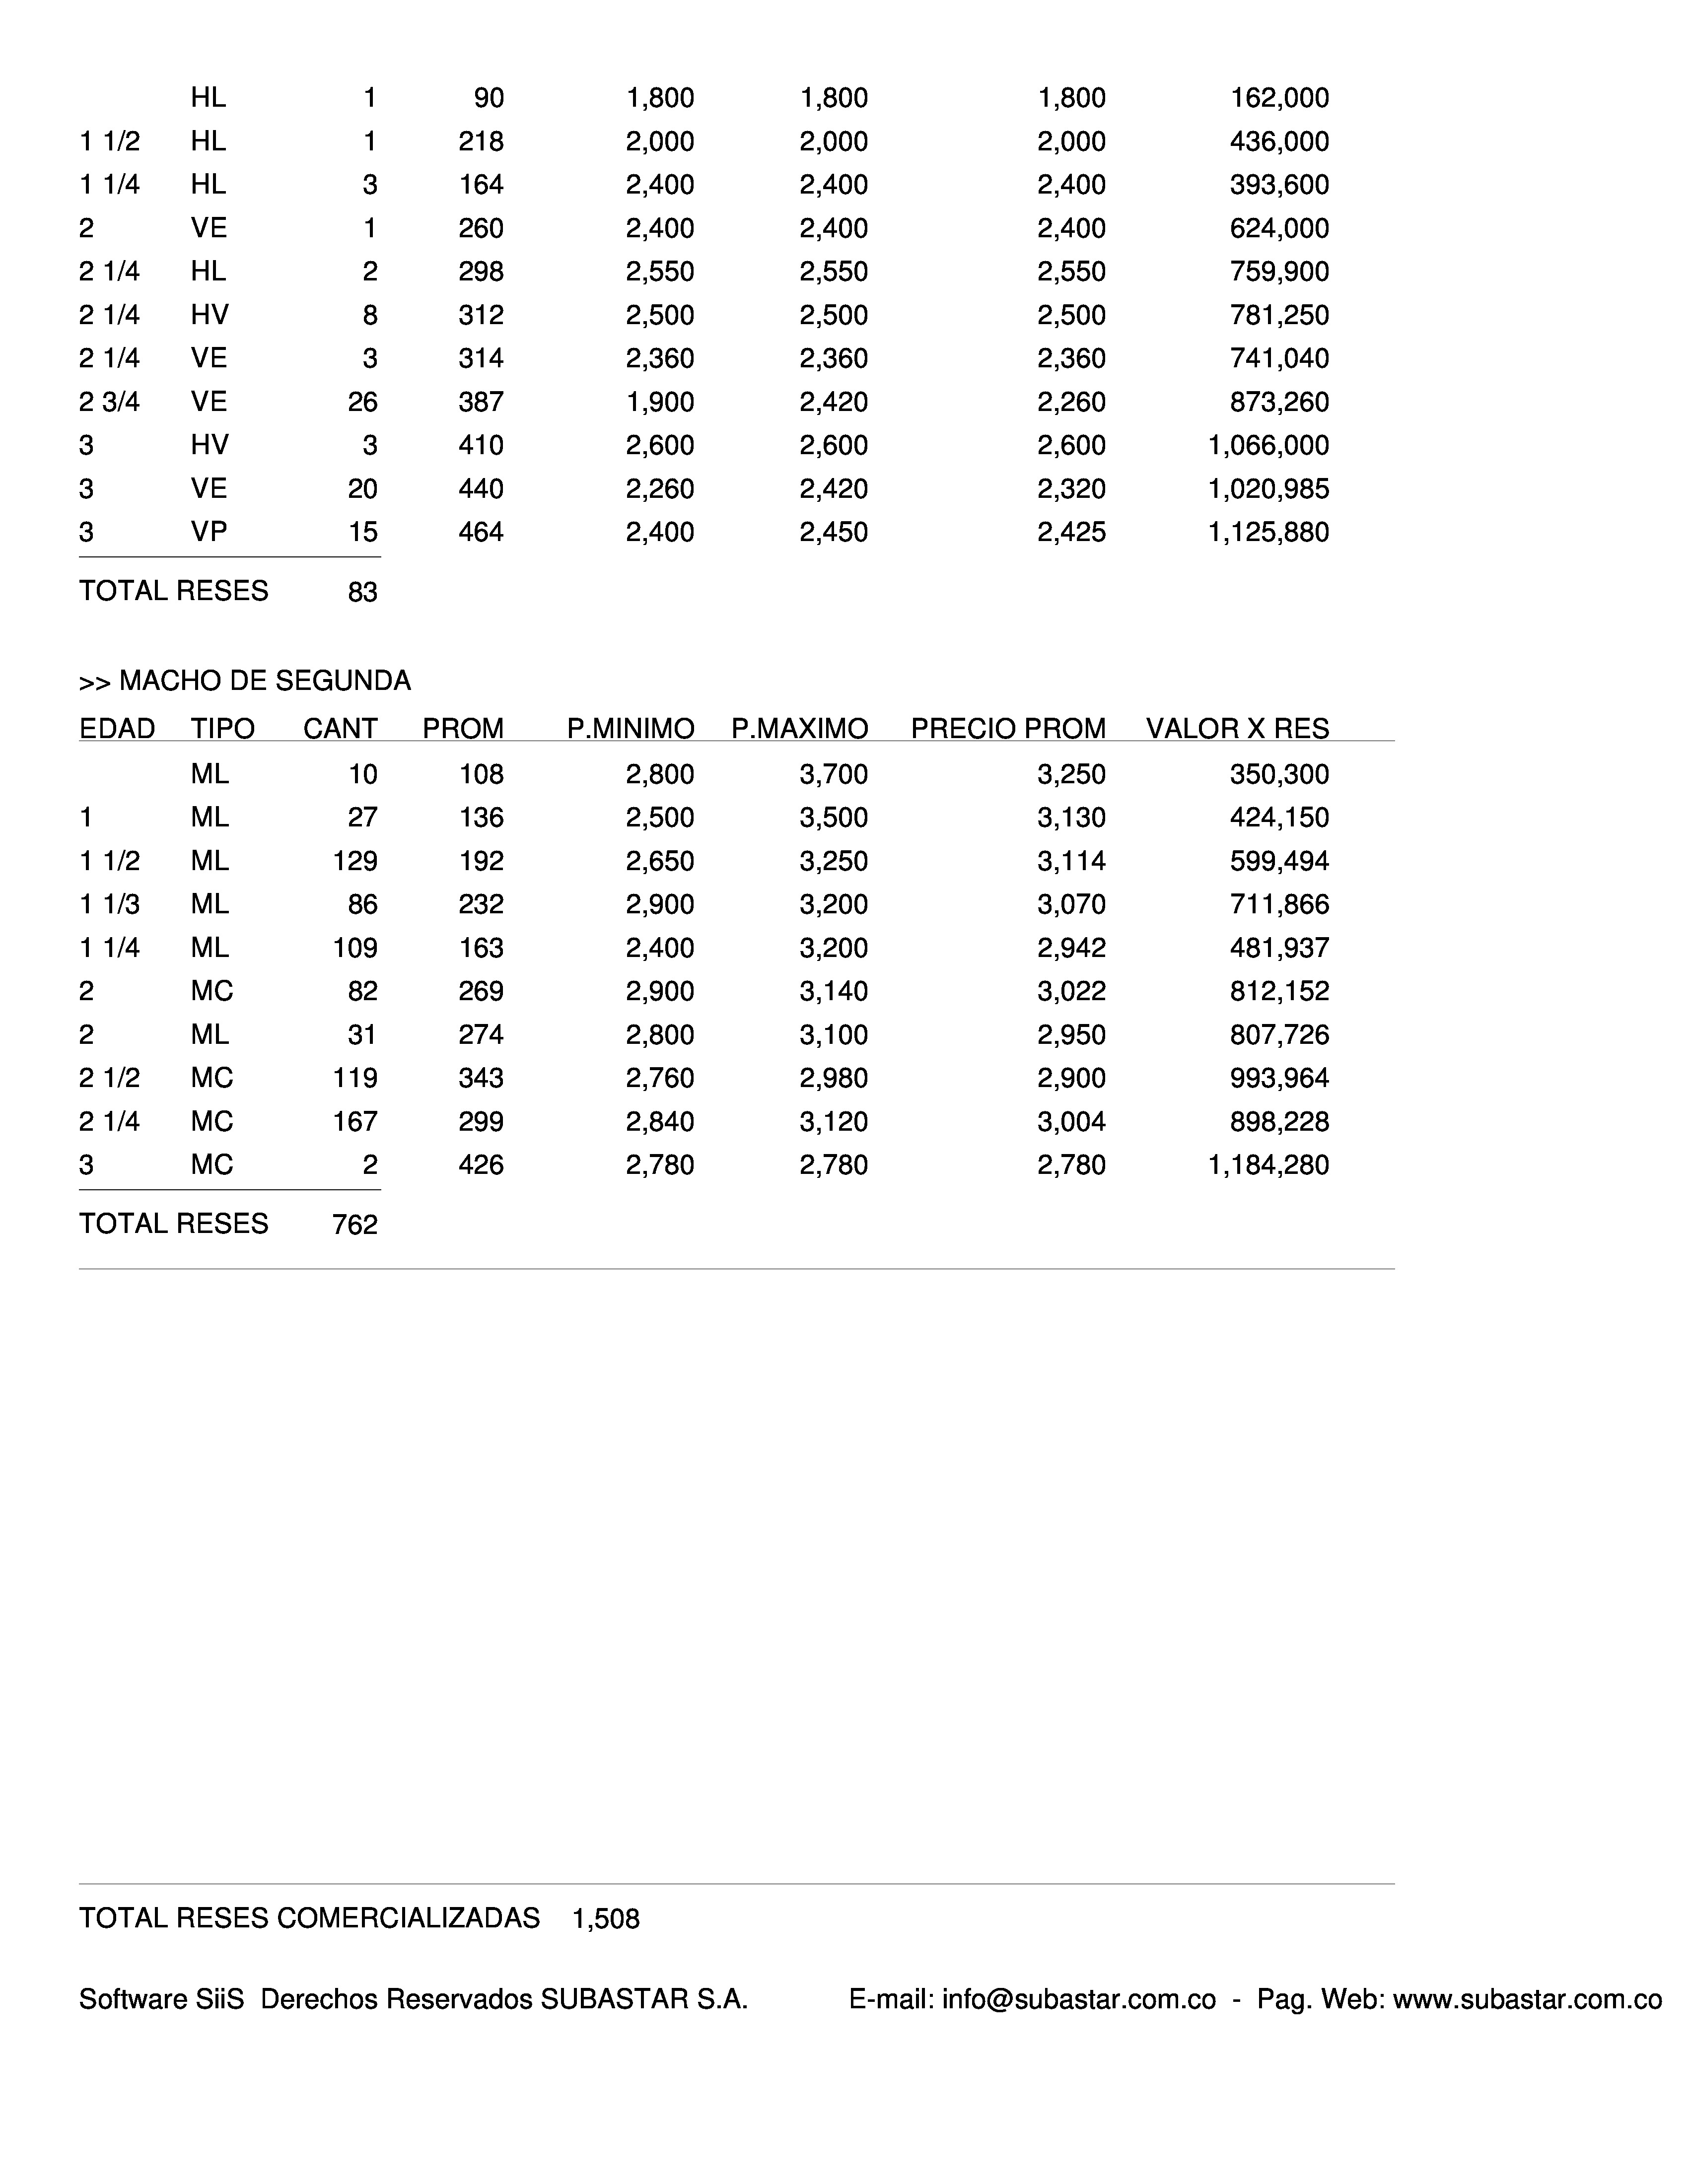 HL 1 90 1,800 1,800 1,800 162,000
1 1/2 HL 1 218 2,000 2,000 2,000 436,000
1 1/4 HL 3 164 2,400 2,400 2,400 393,600
2 VE 1 260 2,400 2,400 2,400 624,000
2 1/4 HL 2 298 2,550 2,550 2,550 759,900
2 1/4 HV 8 312 2,500 2,500 2,500 781,250
2 1/4 VE 3 314 2,360 2,360 2,360 741,040
2 3/4 VE 26 387 1,900 2,420 2,260 873,260
3 HV 3 410 2,600 2,600 2,600 1,066,000
3 VE 20 440 2,260 2,420 2,320 1,020,985
3 VP 15 464 2,400 2,450 2,425 1,125,880
TOTAL RESES 83
>> MACHO DE SEGUNDA
EDAD TIPO CANT PROM P.MINIMO P.MAXIMO PRECIO PROM VALOR X RES
ML 10 108 2,800 3,700 3,250 350,300
1 ML 27 136 2,500 3,500 3,130 424,150
1 1/2 ML 129 192 2,650 3,250 3,114 599,494
1 1/3 ML 86 232 2,900 3,200 3,070 711,866
1 1/4 ML 109 163 2,400 3,200 2,942 481,937
2 MC 82 269 2,900 3,140 3,022 812,152
2 ML 31 274 2,800 3,100 2,950 807,726
2 1/2 MC 119 343 2,760 2,980 2,900 993,964
2 1/4 MC 167 299 2,840 3,120 3,004 898,228
3 MC 2 426 2,780 2,780 2,780 1,184,280
TOTAL RESES 762
TOTAL RESES COMERCIALIZADAS 1,508
Software SiiS Derechos Reservados SUBASTAR S.A. E-mail: info@subastar.com.co - Pag. Web: www.subastar.com.co